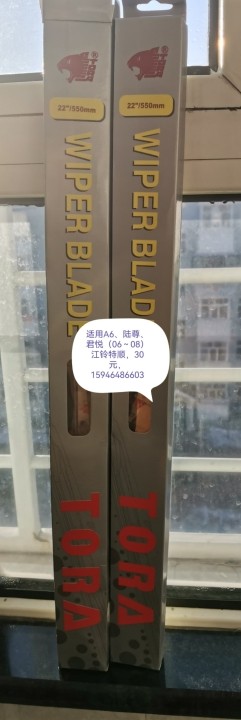 22"/550mm
WIPER BLADE
TORA
22"/550mm
WIPER BLAD
TORA
适用A6、陆尊、
君悦（06～08）
江铃特顺，30
元，
15946486603